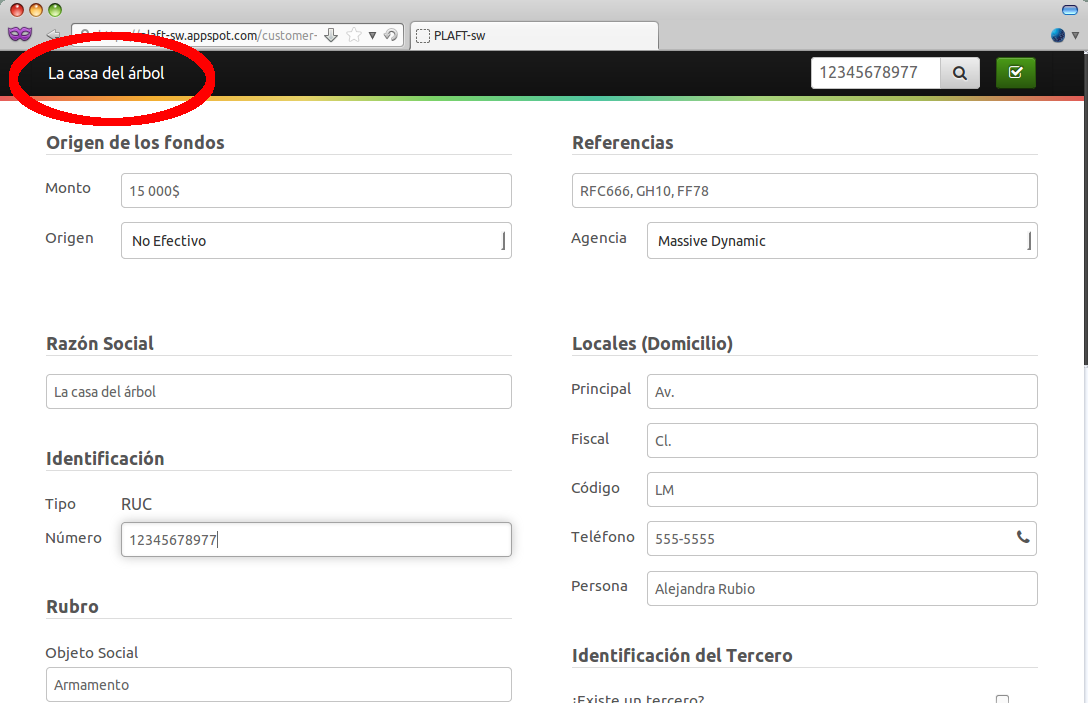 plaft-sw.appspot.com/customer-
PLAFT-sw
La casa del árbol
12345678977
Origen de los fondos
Monto
15 000$
Origen
No Efectivo
Referencias
RFC666, GH10, FF78
Agencia
Massive Dynamic
Razón Social
La casa del árbol
Identificación
Tipo
RUC
Número
12345678977
Rubro
Objeto Social
Armamento
Locales (Domicilio)
Principal
Av.
Fiscal
Cl.
Código
LM
Teléfono
555-5555
Persona
Alejandra Rubio
Identificación del Tercero
¿Existe un tercero?